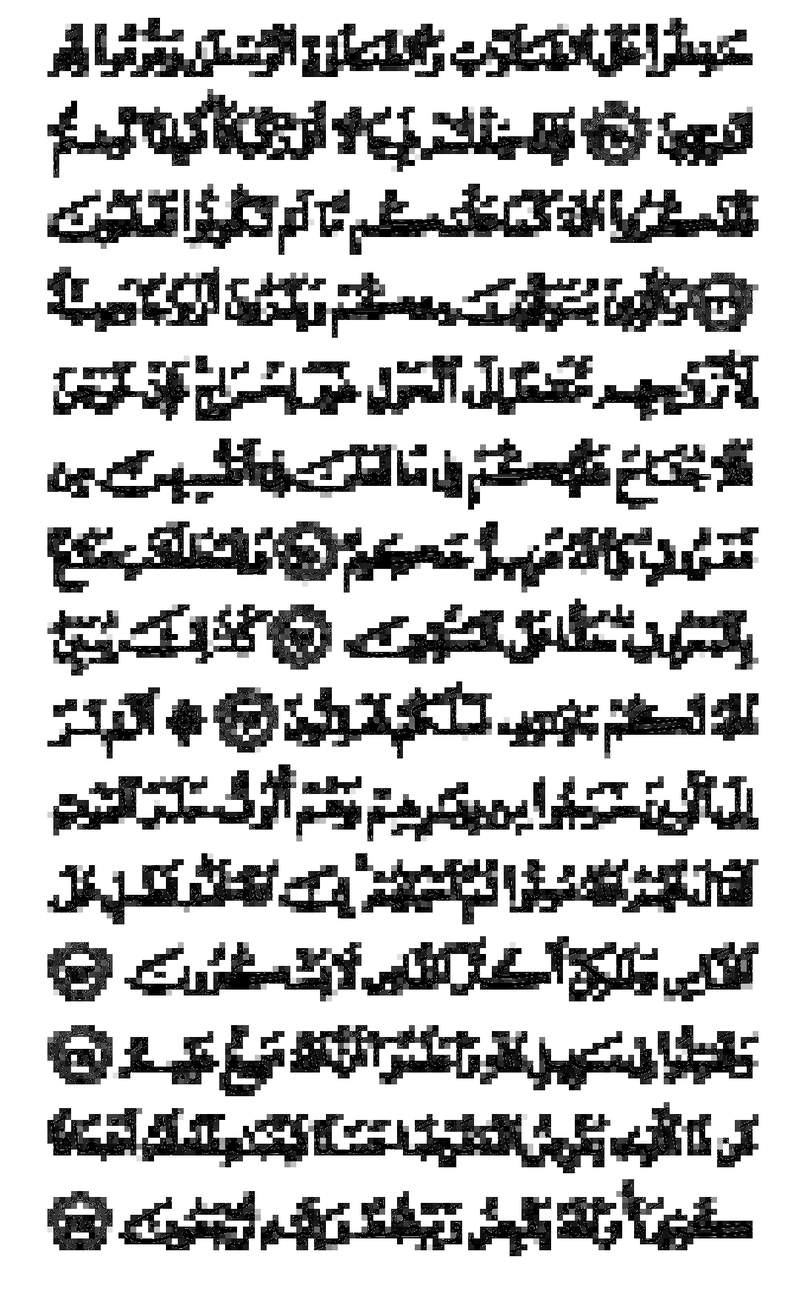 حافظوا على الصلوات والصلاة الوسطى وقوموا لله
قانتين فإن خفتم فرجالا أو ركبانا فإذا أمنتم
فاذكروا الله كما علمكم ما لم تكونوا تعلمون
والذين يتوفون منكم ويذرون أزواجا وصية
لأزواجهم متاعا إلى الحول غير إخراج فإن خرجن
فلا جناح عليكم في ما فعلن في أنفسهن من
معروف والله عزيز حكيم وللمطلقات متاع
بالمعروف حقا على المتقين كذلك يبين
الله لكم آياته لعلكم تعقلون ۞ ألم تر
إلى الذين خرجوا من ديارهم وهم ألوف حذر الموت
فقال لهم الله موتوا ثم أحياهم إن الله لذو فضل على
الناس ولكن أكثر الناس لا يشكرون
وقاتلوا في سبيل الله واعلموا أن الله سميع عليم
من ذا الذي يقرض الله قرضا حسنا فيضاعفه له أضعافا
كثيرة والله يقبض ويبسط وإليه ترجعون